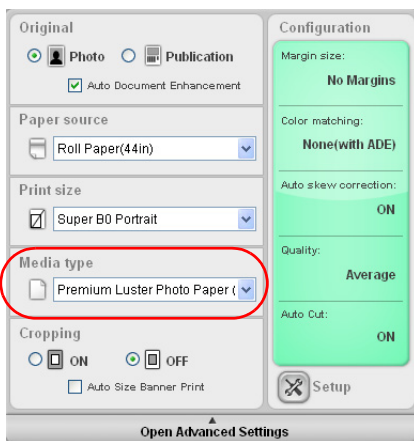 Original
Photo
Publication
Auto Document Enhancement
Paper source
Roll Paper(44in)
Print size
Super B0 Portrait
Media type
Premium Luster Photo Paper (
Cropping
ON
OFF
Auto Size Banner Print
Configuration
Margin size:
No Margins
Color matching:
None(with ADE)
Auto skew correction:
ON
Quality:
Average
Auto Cut:
ON
Setup
Open Advanced Settings